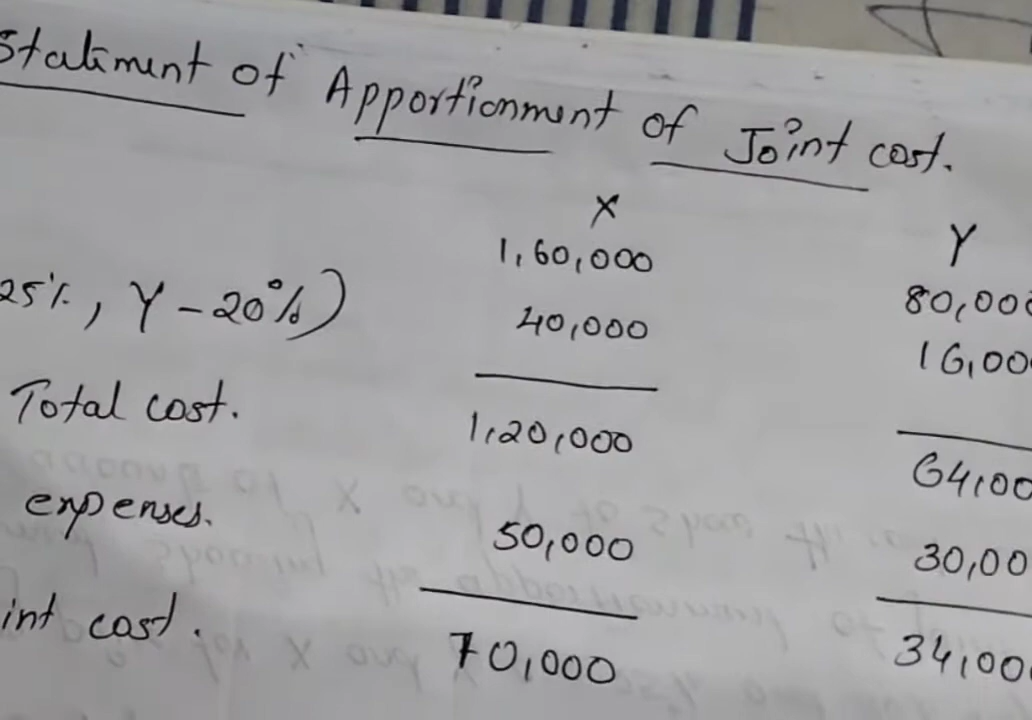 Statement of Apportionment of Joint cost.
X Y
1,60,000 80,000
25%, Y - 20%) 40,000 16,00
Total cost. 1,20,000 64,00
expenses. 50,000 30,00
int cost. 70,000 34,00